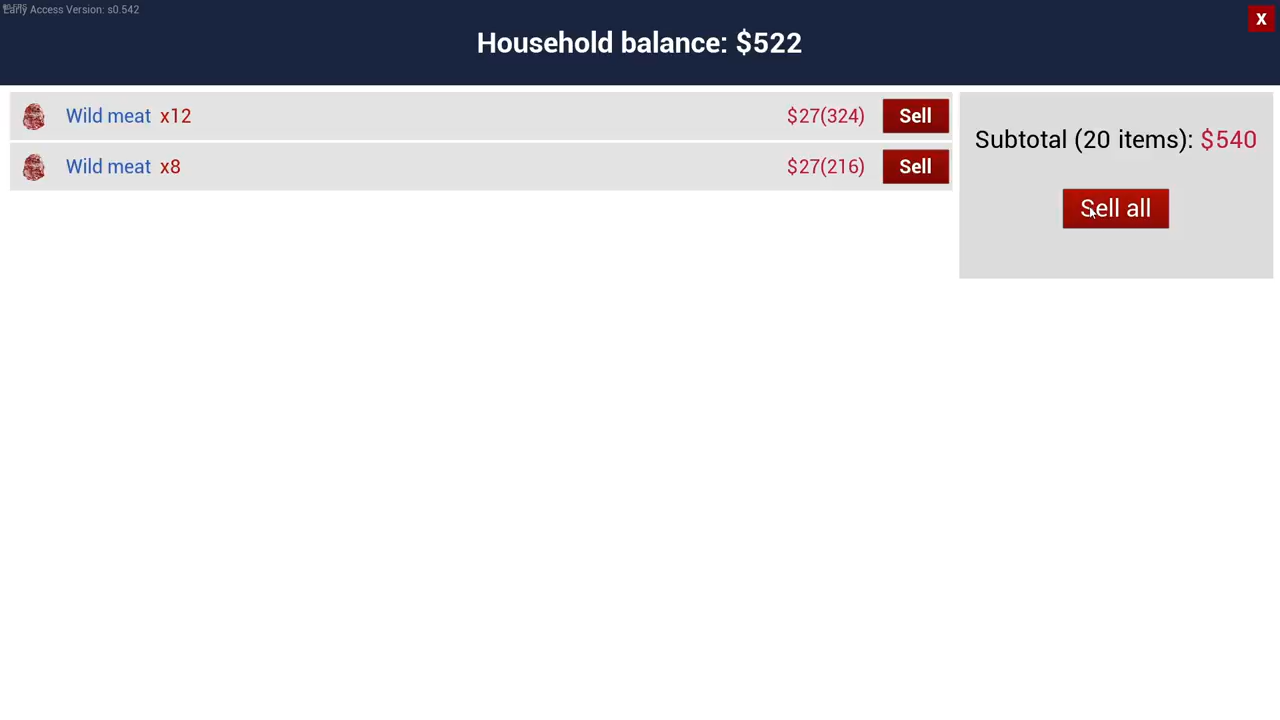 Early Access Version: s0.542
X
Household balance: $522
Wild meat x12 $27(324) Sell
Wild meat x8 $27(216) Sell
Subtotal (20 items): $540
Sell all